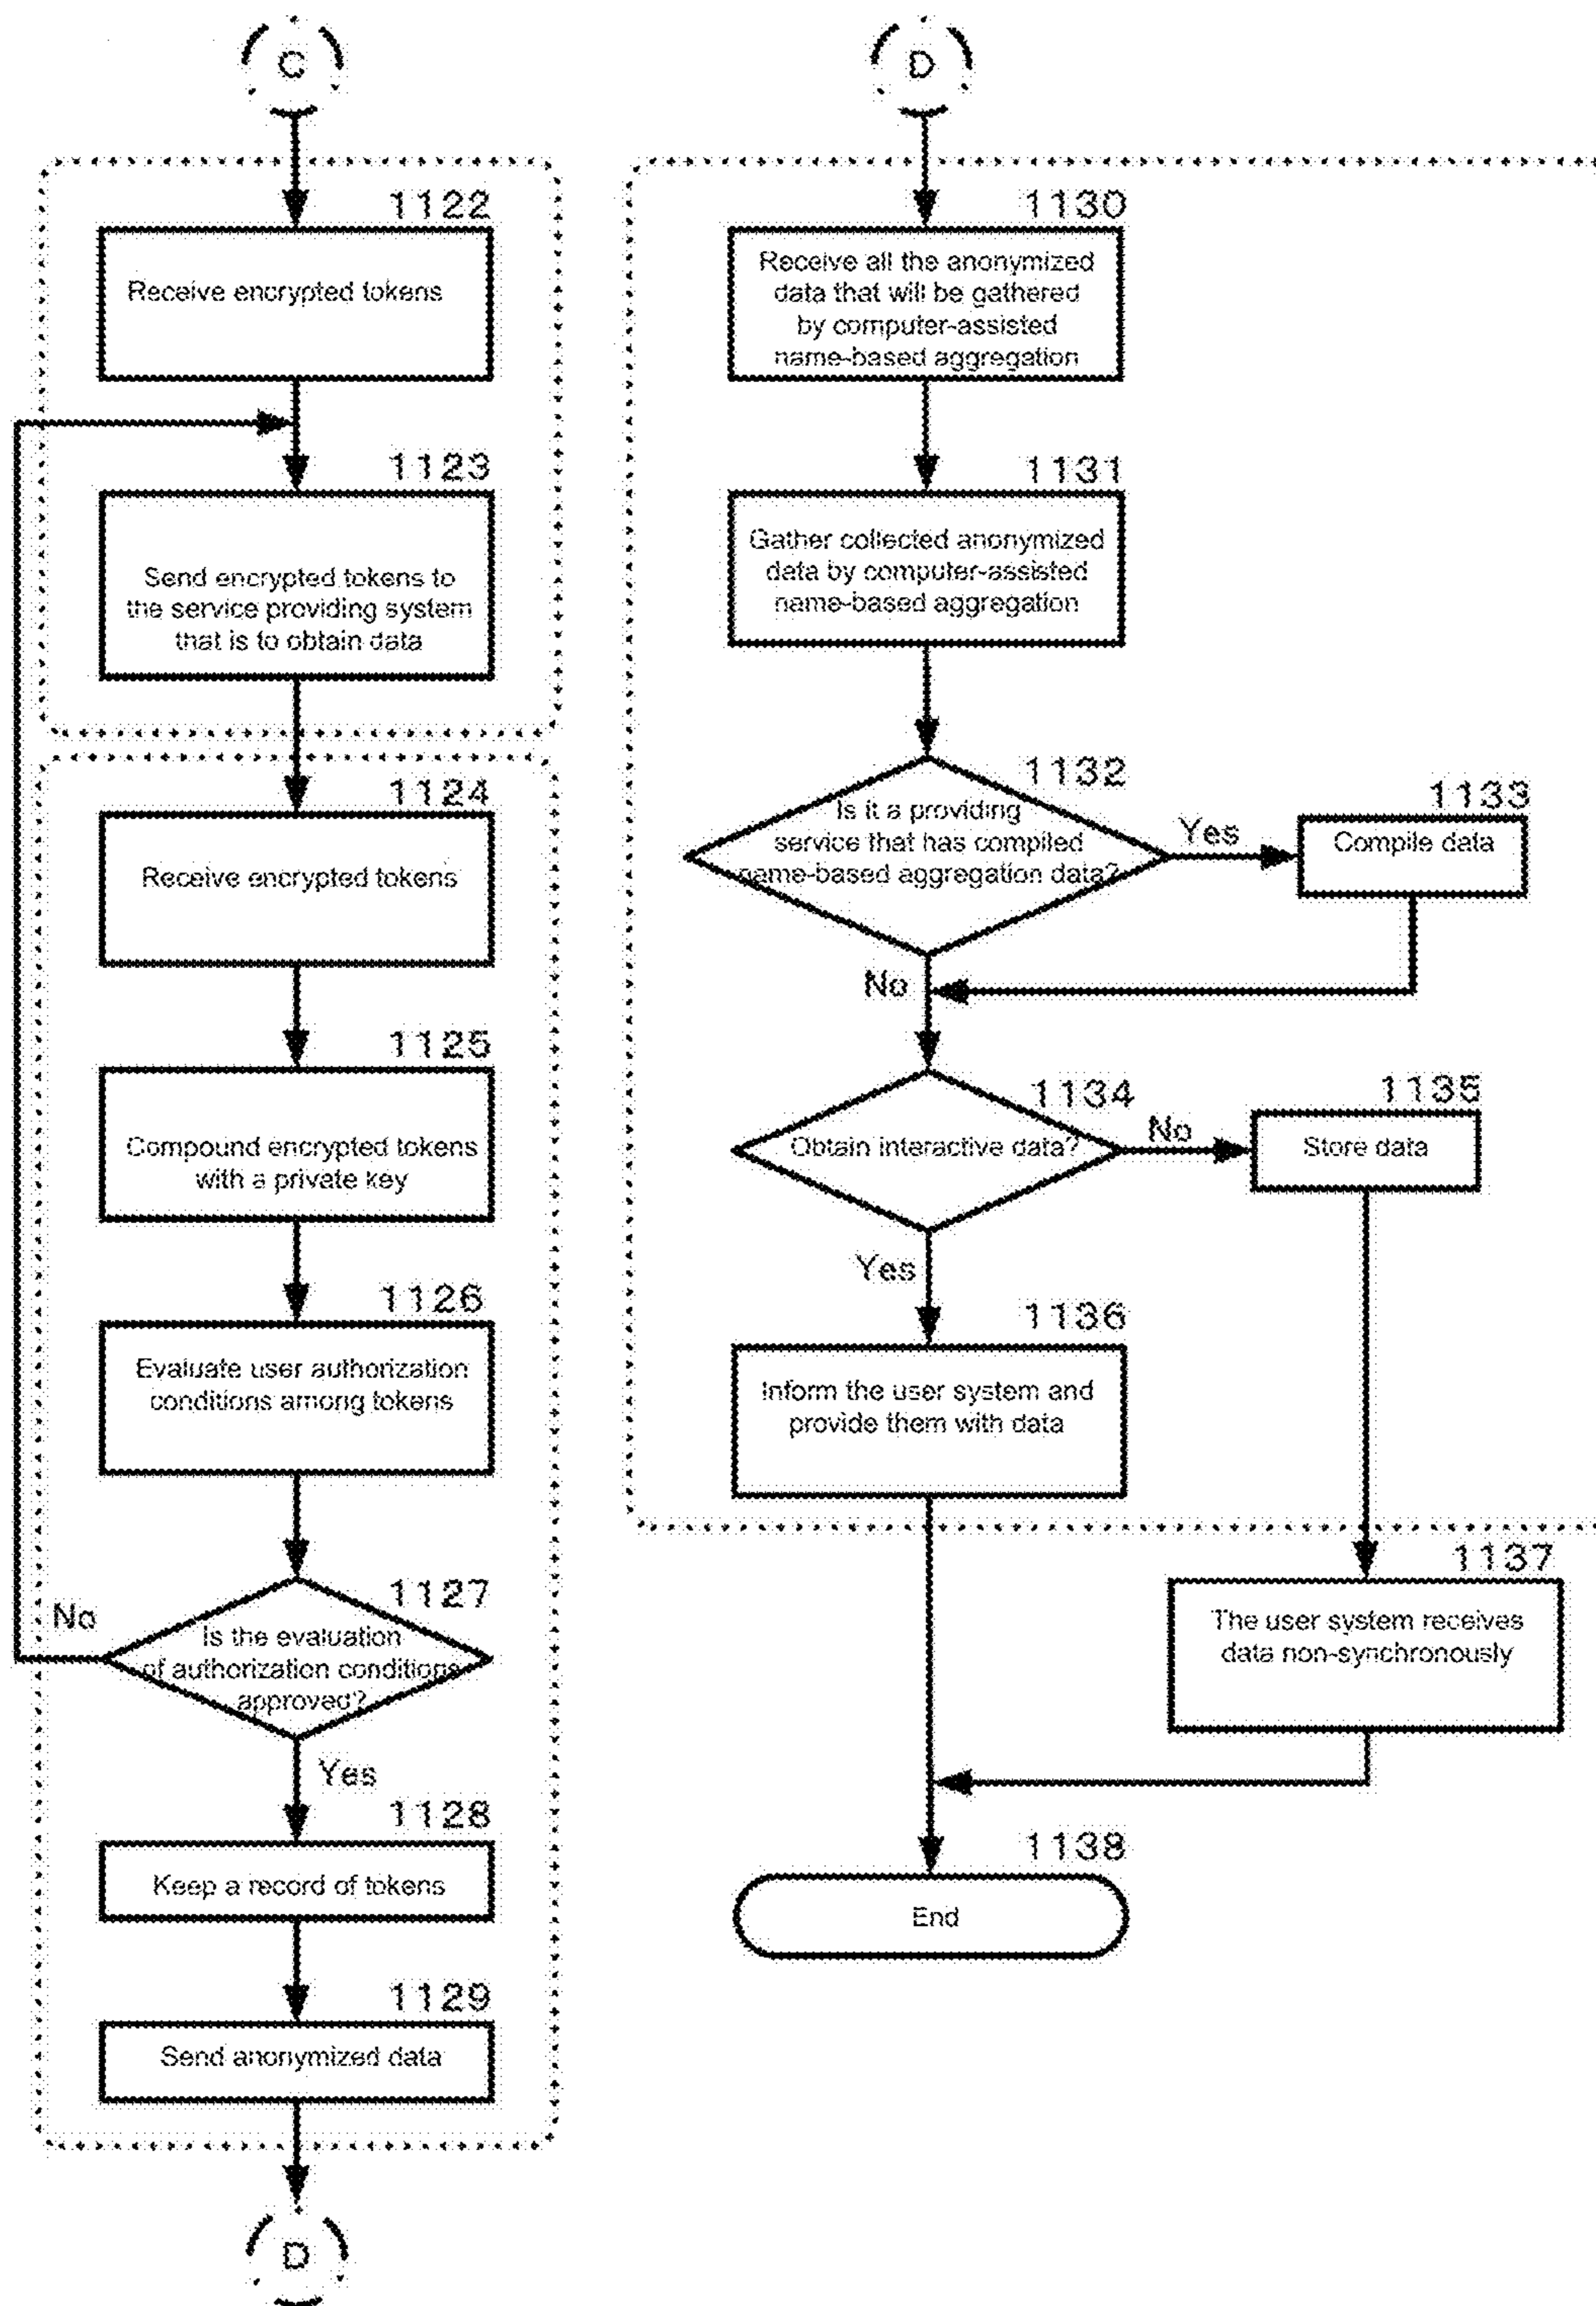 C
1122
Receive encrypted tokens
1123
Send encrypted tokens to
the service providing system
that is to obtain data
1124
Receive encrypted tokens
1125
Compound encrypted tokens
with a private key
1126
Evaluate user authorization
conditions among tokens
1127
No
Is the evaluation
of authorization conditions
approved?
Yes
1128
Keep a record of tokens
1129
Send anonymized data
D
D
1130
Receive all the anonymized
data that will be gathered
by computer-assisted
name-based aggregation
1131
Gather collected anonymized
data by computer-assisted
name-based aggregation
1132
Is it a providing
service that has compiled
name-based aggregation data?
Yes
1133
Compile data
No
1134
Obtain interactive data?
No
1135
Store data
Yes
1136
Inform the user system and
provide them with data
1137
The user system receives
data non-synchronously
1138
End